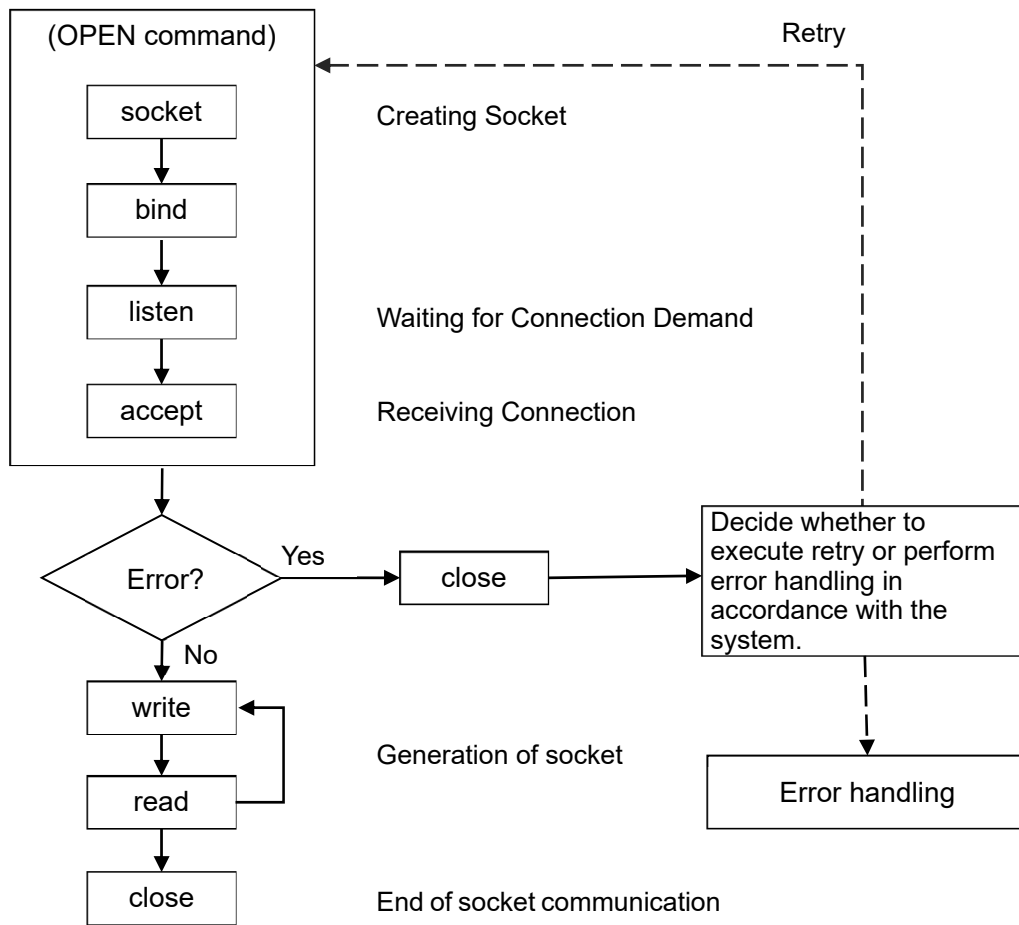 (OPEN command)
Retry
socket
Creating Socket
bind
listen
Waiting for Connection Demand
accept
Receiving Connection
Error?
Yes
close
Decide whether to
execute retry or perform
error handling in
accordance with the
system.
No
write
Generation of socket
read
Error handling
close
End of socket communication